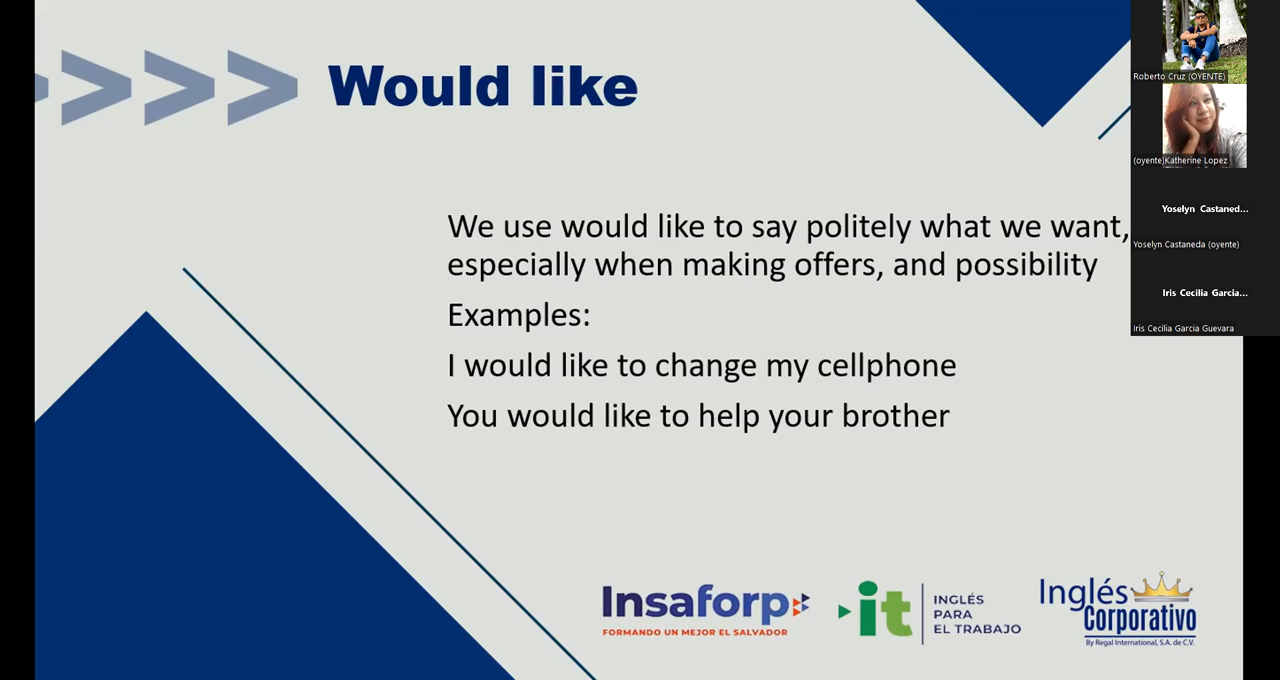 Would like
We use would like to say politely what we want,
especially when making offers, and possibility
Examples:
I would like to change my cellphone
You would like to help your brother
Insaforp
FORMANDO UN MEJOR EL SALVADOR
it
INGLÉS
PARA
EL TRABAJO
Inglés
Corporativo
By Regal International, S.A. de C.V.
Roberto Cruz (OYENTE)
(oyente)Katherine Lopez
Yoselyn Castaned...
Yoselyn Castaneda (oyente)
Iris Cecilia Garcia...
Iris Cecilia Garcia Guevara